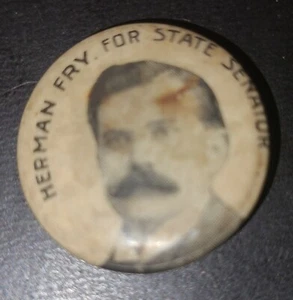 HERMAN FRY. FOR STATE SENATOR